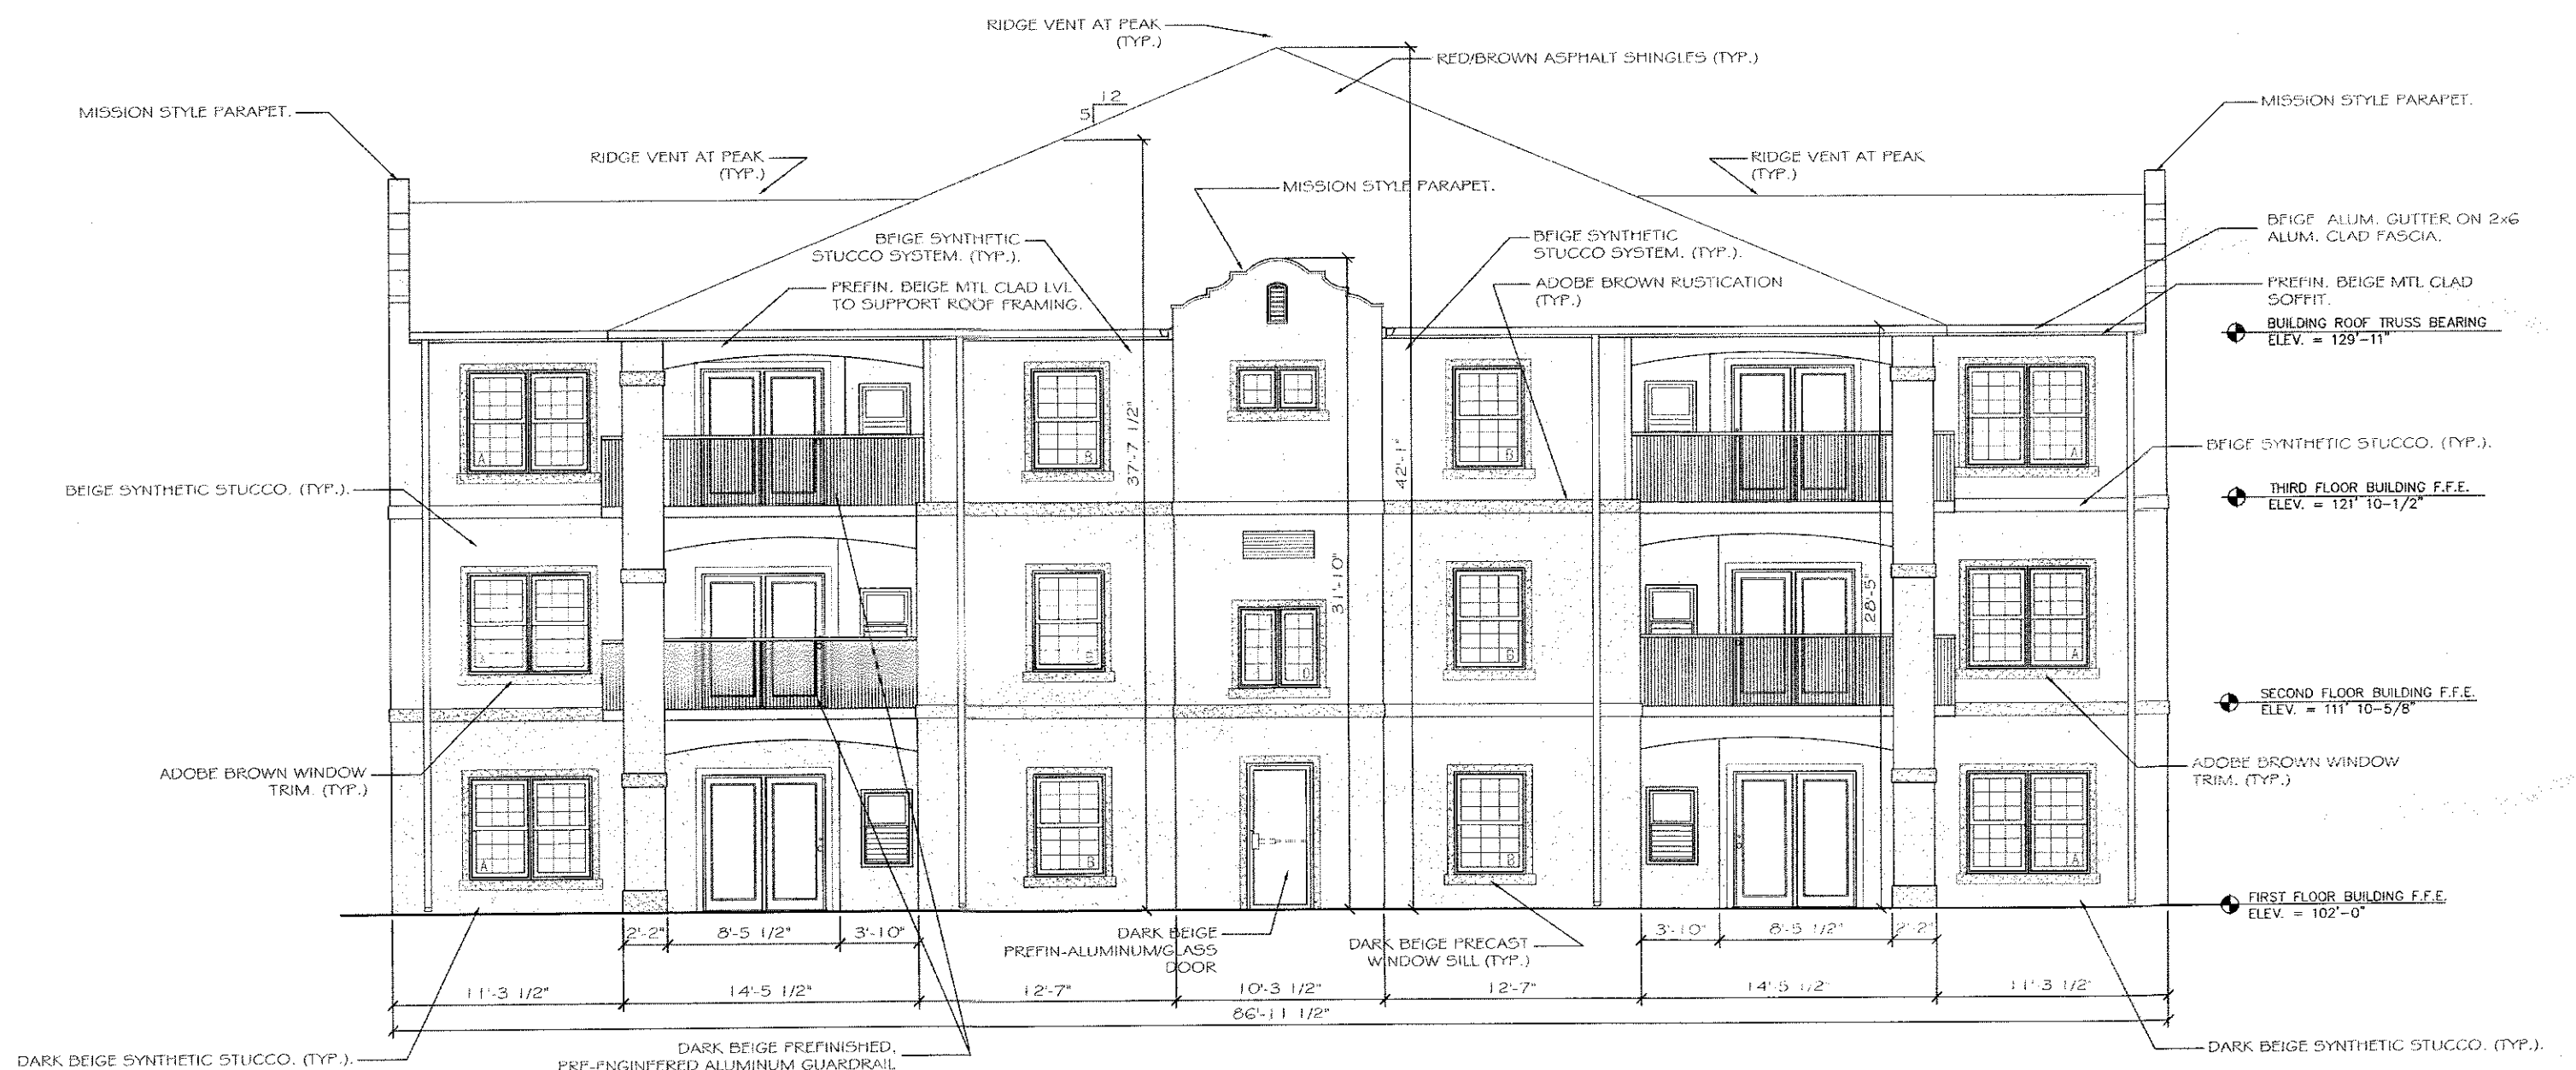 RIDGE VENT AT PEAK
(TYP.)
RED/BROWN ASPHALT SHINGLES (TYP.)
MISSION STYLE PARAPET.
12
5
MISSION STYLE PARAPET.
RIDGE VENT AT PEAK
(TYP.)
RIDGE VENT AT PEAK
(TYP.)
MISSION STYLE PARAPET.
BEIGE ALUM. GUTTER ON 2x6
ALUM. CLAD FASCIA.
BEIGE SYNTHETIC
STUCCO SYSTEM. (TYP.).
BEIGE SYNTHETIC
STUCCO SYSTEM. (TYP.).
PREFIN. BEIGE MTL CLAD LVL
TO SUPPORT ROOF FRAMING.
ADOBE BROWN RUSTICATION
(TYP.)
PREFIN. BEIGE MTL CLAD
SOFFIT.
BUILDING ROOF TRUSS BEARING
ELEV. = 129'-11"
37'-7 1/2"
42'-1"
31'-10"
28'-5"
A
B
B
A
BEIGE SYNTHETIC STUCCO. (TYP.).
BEIGE SYNTHETIC STUCCO. (TYP.).
THIRD FLOOR BUILDING F.F.E.
ELEV. = 121' 10-1/2"
B
A
SECOND FLOOR BUILDING F.F.E.
ELEV. = 111' 10-5/8"
ADOBE BROWN WINDOW
TRIM. (TYP.)
ADOBE BROWN WINDOW
TRIM. (TYP.)
A
B
B
A
FIRST FLOOR BUILDING F.F.E.
ELEV. = 102'-0"
2'-2"
8'-5 1/2"
3'-10"
3'-10"
8'-5 1/2"
2'-2"
DARK BEIGE
PREFIN-ALUMINUM/GLASS
DOOR
DARK BEIGE PRECAST
WINDOW SILL (TYP.)
11'-3 1/2"
14'-5 1/2"
12'-7"
10'-3 1/2"
12'-7"
14'-5 1/2"
11'-3 1/2"
86'-11 1/2"
DARK BEIGE SYNTHETIC STUCCO. (TYP.).
DARK BEIGE PREFINISHED,
PRE-ENGINEERED ALUMINUM GUARDRAIL
DARK BEIGE SYNTHETIC STUCCO. (TYP.).